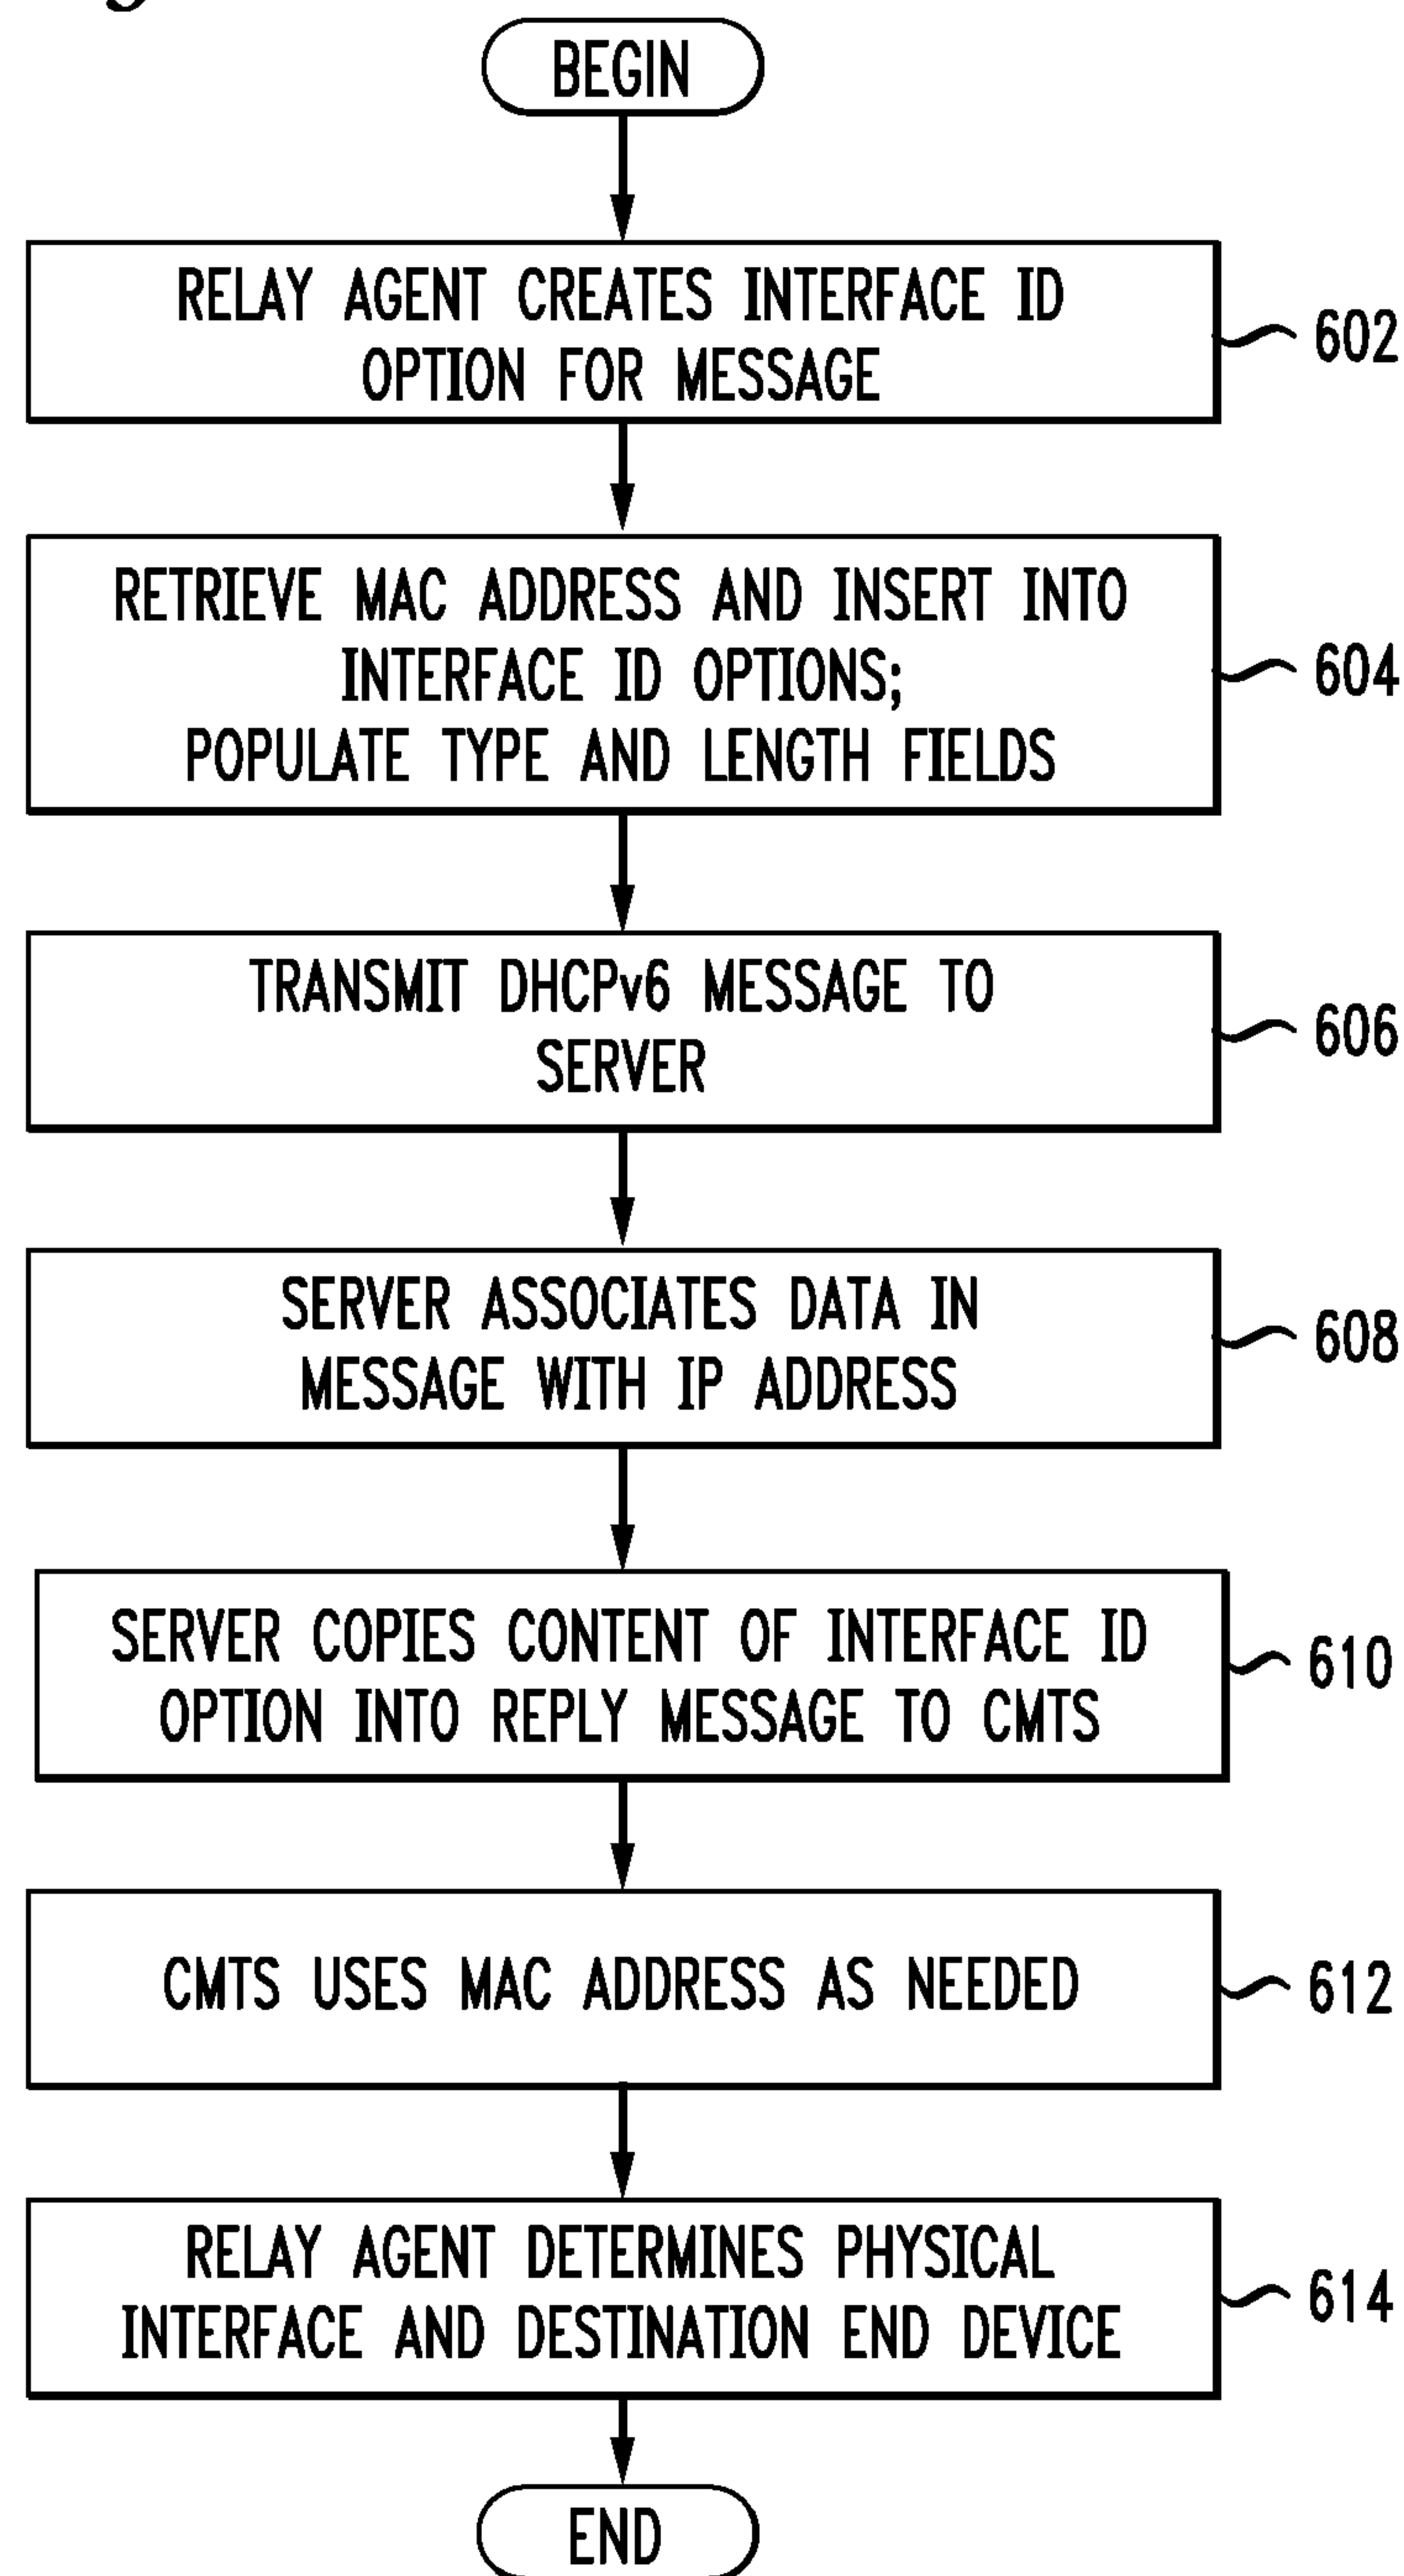 BEGIN
RELAY AGENT CREATES INTERFACE ID
OPTION FOR MESSAGE
602
RETRIEVE MAC ADDRESS AND INSERT INTO
INTERFACE ID OPTIONS;
POPULATE TYPE AND LENGTH FIELDS
604
TRANSMIT DHCPv6 MESSAGE TO
SERVER
606
SERVER ASSOCIATES DATA IN
MESSAGE WITH IP ADDRESS
608
SERVER COPIES CONTENT OF INTERFACE ID
OPTION INTO REPLY MESSAGE TO CMTS
610
CMTS USES MAC ADDRESS AS NEEDED
612
RELAY AGENT DETERMINES PHYSICAL
INTERFACE AND DESTINATION END DEVICE
614
END